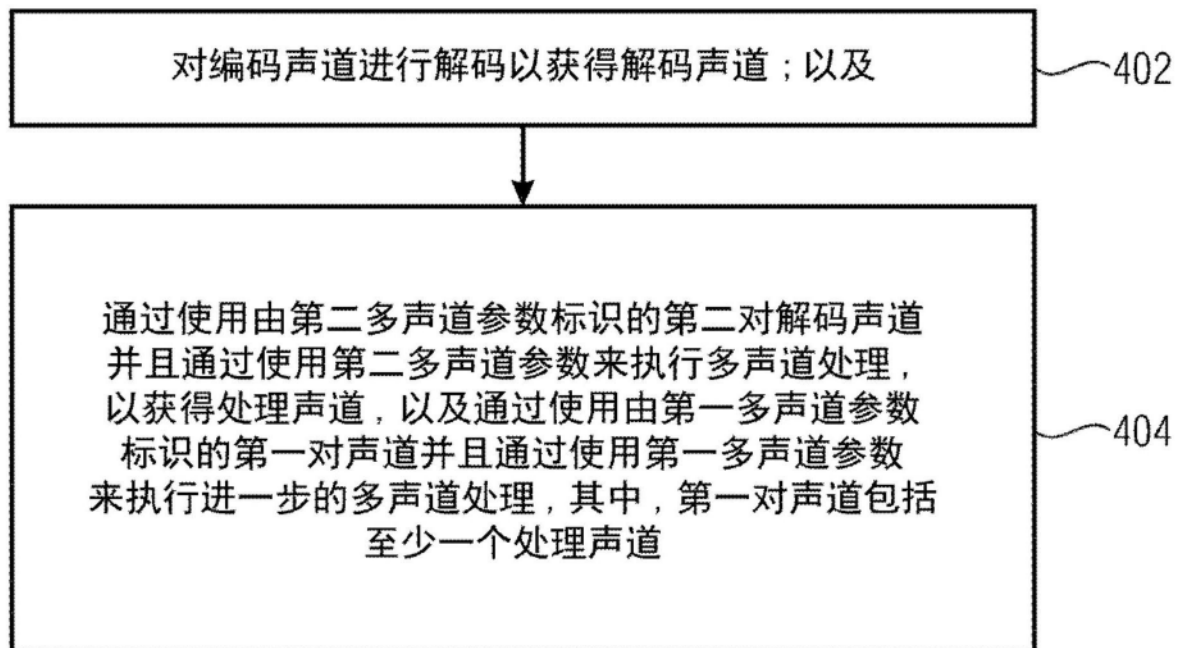 对编码声道进行解码以获得解码声道；以及
402
通过使用由第二多声道参数标识的第二对解码声道
并且通过使用第二多声道参数来执行多声道处理，
以获得处理声道，以及通过使用由第一多声道参数
标识的第一对声道并且通过使用第一多声道参数
来执行进一步的多声道处理，其中，第一对声道包括
至少一个处理声道
404